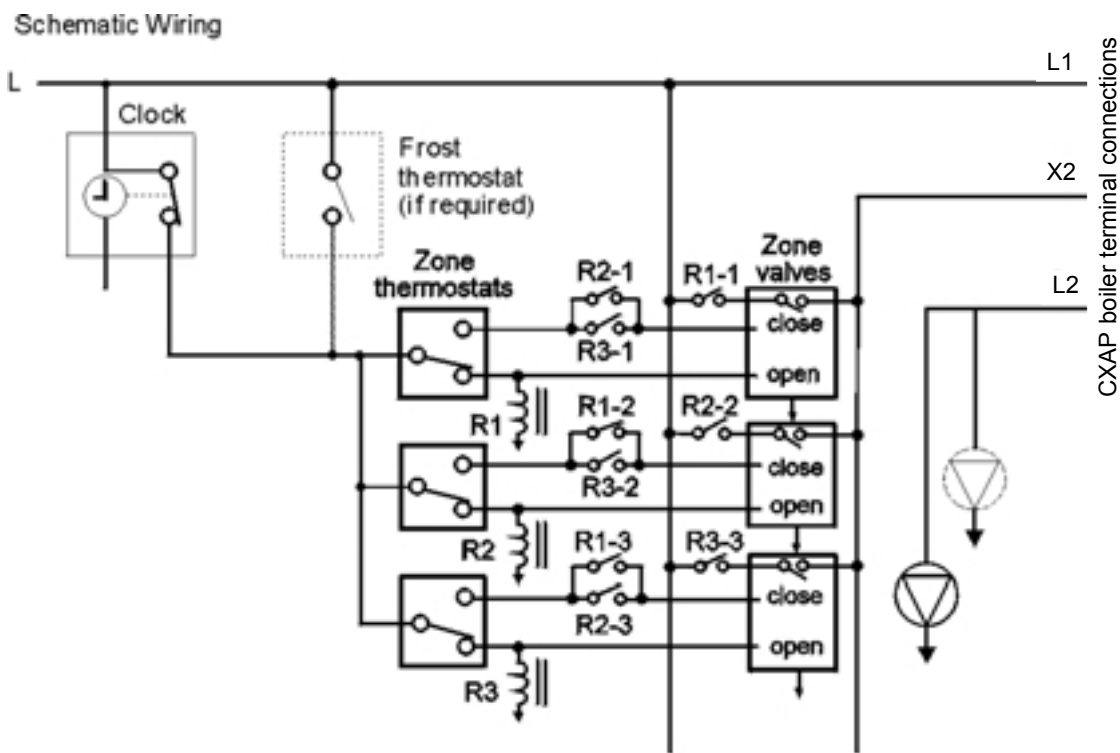 Schematic Wiring
L
L1
Clock
Frost
thermostat
(if required)
X2
Zone
thermostats
R2-1
R3-1
R1-1
Zone
valves
close
open
L2
R1
R1-2
R3-2
R2-2
close
open
R2
R1-3
R2-3
R3-3
close
open
R3
CXAP boiler terminal connections